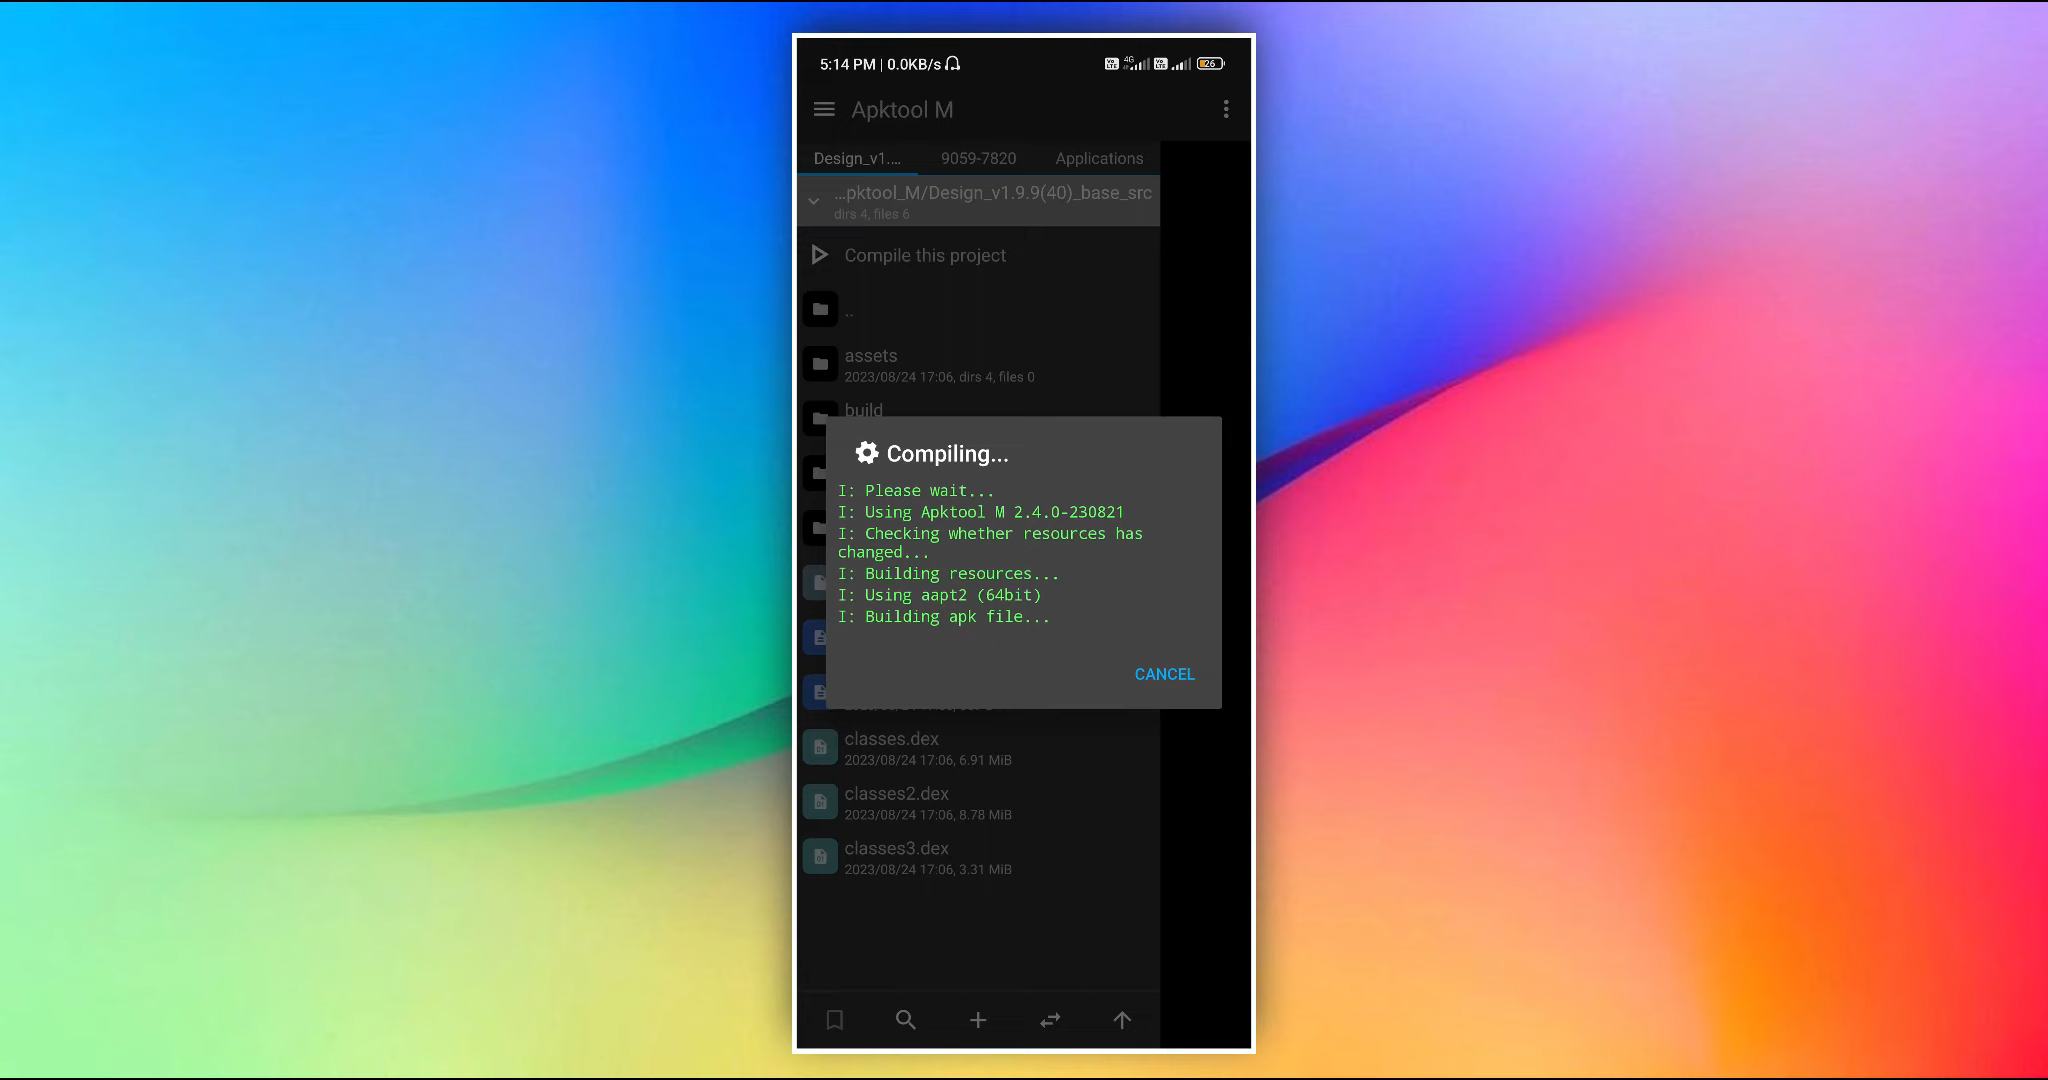 5:14 PM | 0.0KB/s
4G
26
Apktool M
Design_v1.... 9059-7820 Applications
...pktool_M/Design_v1.9.9(40)_base_src
dirs 4, files 6
Compile this project
..
assets
2023/08/24 17:06, dirs 4, files 0
build
Compiling...
I: Please wait...
I: Using Apktool M 2.4.0-230821
I: Checking whether resources has
changed...
I: Building resources...
I: Using aapt2 (64bit)
I: Building apk file...
CANCEL
classes.dex
2023/08/24 17:06, 6.91 MiB
classes2.dex
2023/08/24 17:06, 8.78 MiB
classes3.dex
2023/08/24 17:06, 3.31 MiB